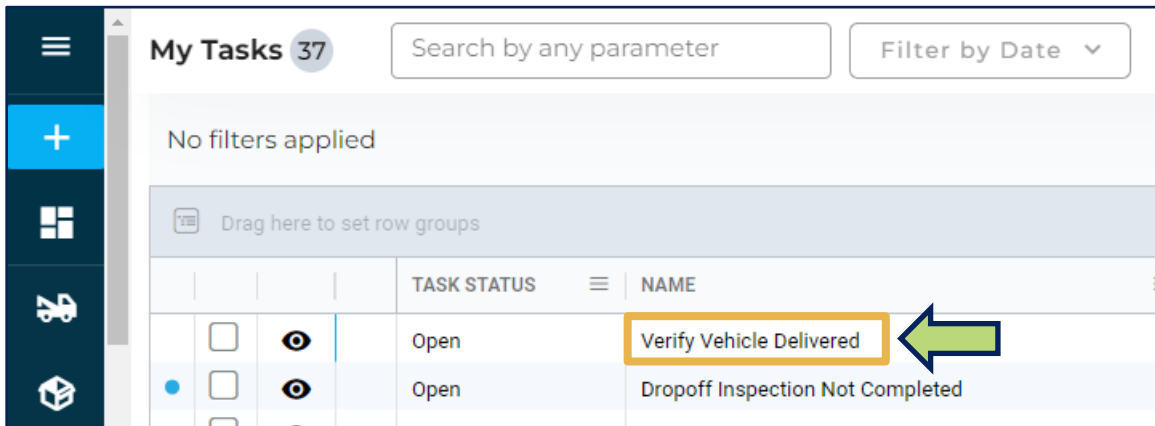 My Tasks 37
Search by any parameter
Filter by Date
No filters applied
Drag here to set row groups
TASK STATUS NAME
Open Verify Vehicle Delivered
Open Dropoff Inspection Not Completed